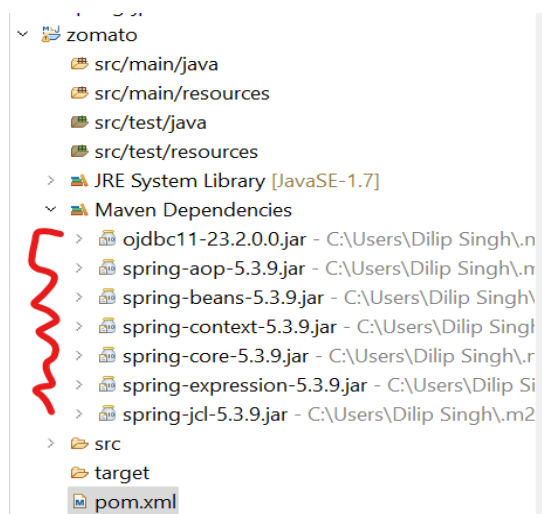 zomato
src/main/java
src/main/resources
src/test/java
src/test/resources
JRE System Library [JavaSE-1.7]
Maven Dependencies
ojdbc11-23.2.0.0.jar - C:\Users\Dilip Singh\.m
spring-aop-5.3.9.jar - C:\Users\Dilip Singh\.m
spring-beans-5.3.9.jar - C:\Users\Dilip Singh\
spring-context-5.3.9.jar - C:\Users\Dilip Singh
spring-core-5.3.9.jar - C:\Users\Dilip Singh\.r
spring-expression-5.3.9.jar - C:\Users\Dilip Si
spring-jcl-5.3.9.jar - C:\Users\Dilip Singh\.m2
src
target
pom.xml